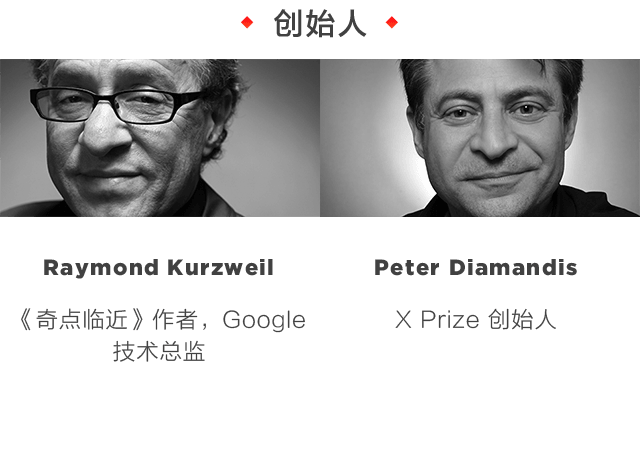 创始人
Raymond Kurzweil
《奇点临近》作者，Google
技术总监
Peter Diamandis
X Prize 创始人